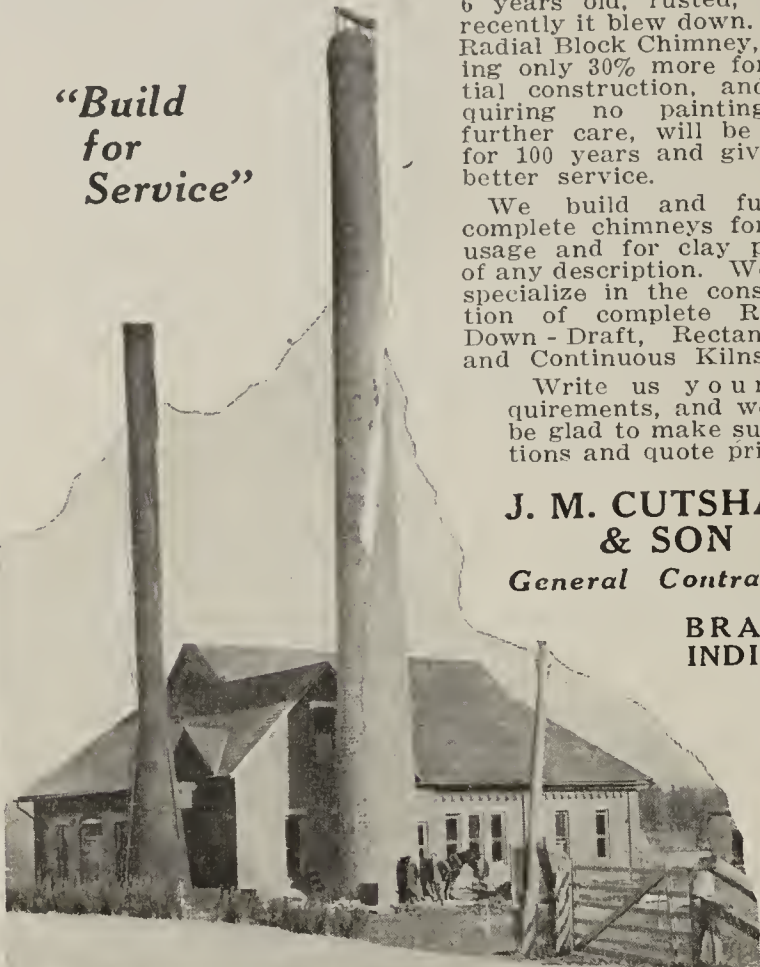 "Build
for
Service"
6 years old, rusted,
recently it blew down.
Radial Block Chimney,
ing only 30% more for
tial construction, and
quiring no painting
further care, will be
for 100 years and giv
better service.
We build and fu
complete chimneys for
usage and for clay p
of any description. We
specialize in the cons
tion of complete R
Down - Draft, Rectan
and Continuous Kilns
Write us your
quirements, and we
be glad to make su
tions and quote pri
J. M. CUTSHA
& SON
General Contra
BRA
INDI